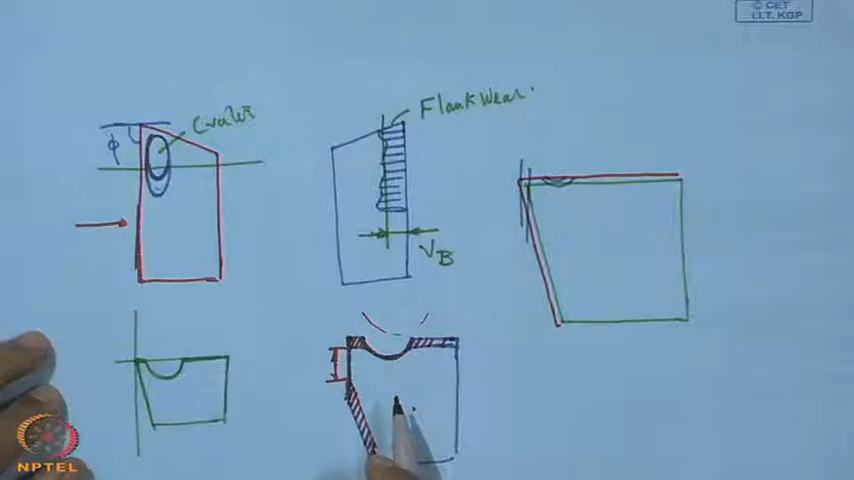 © CET
I.I.T. KGP
Crater
Flank Wear
ϕ
V_B
NPTEL